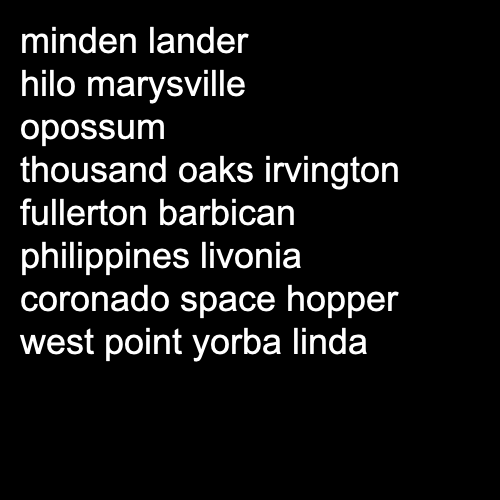 minden lander
hilo marysville
opossum
thousand oaks irvington
fullerton barbican
philippines livonia
coronado space hopper
west point yorba linda